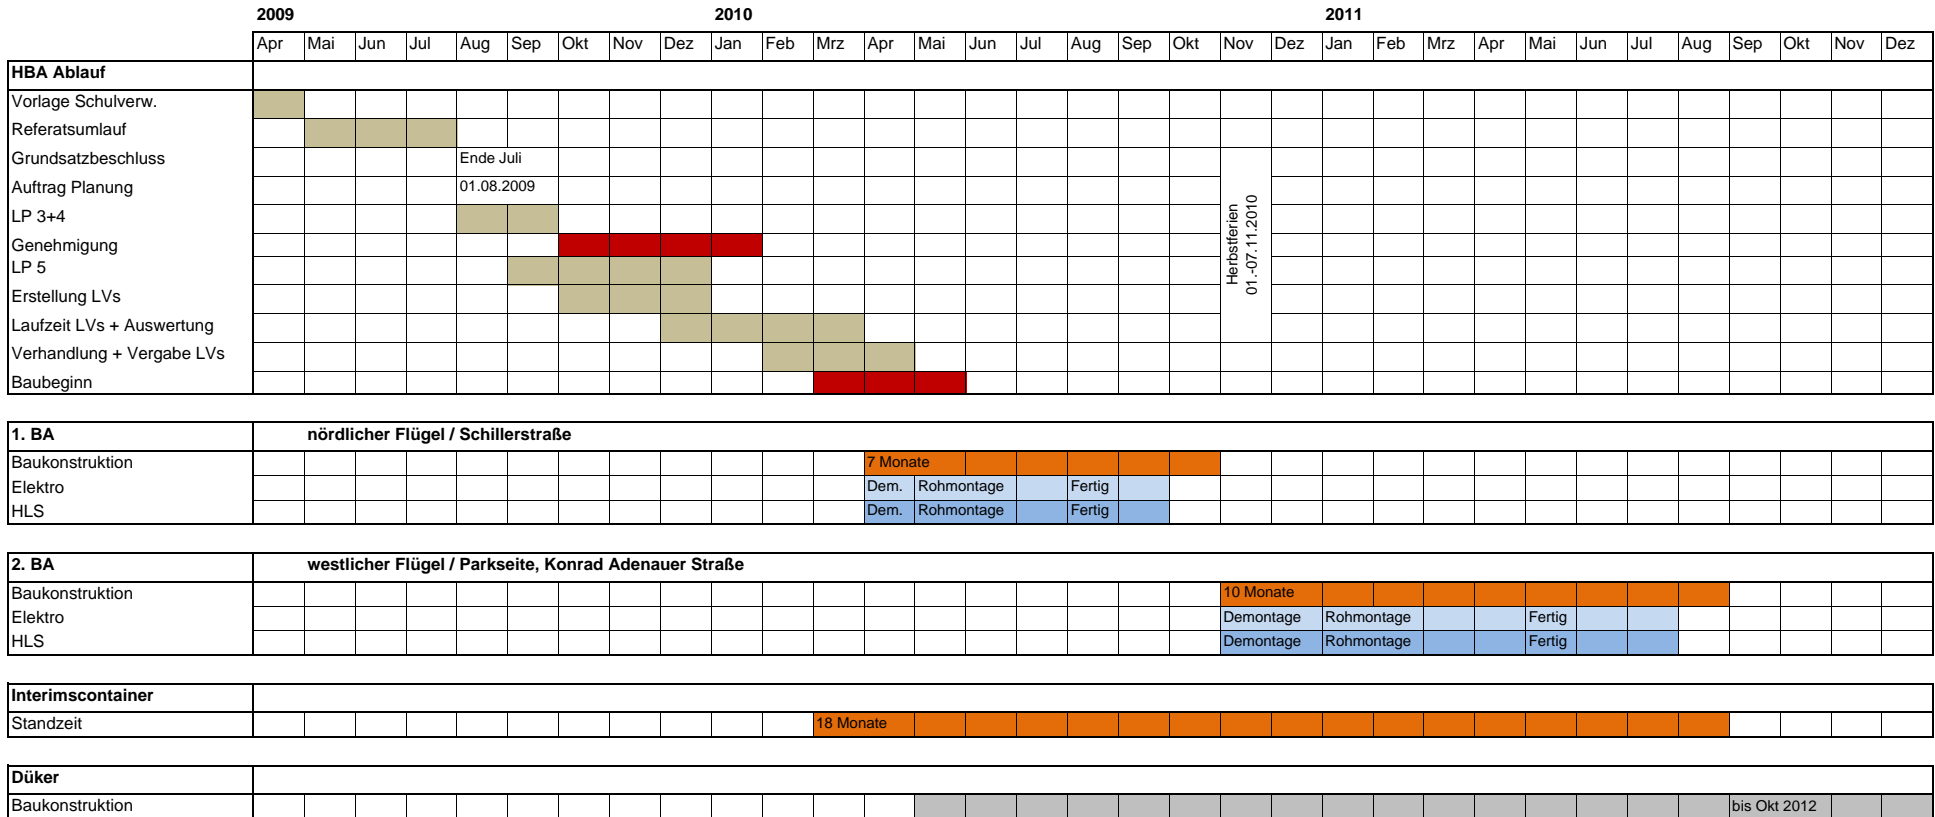 2009 2010 2011
Apr Mai Jun Jul Aug Sep Okt Nov Dez Jan Feb Mrz Apr Mai Jun Jul Aug Sep Okt Nov Dez Jan Feb Mrz Apr Mai Jun Jul Aug Sep Okt Nov Dez
HBA Ablauf
Vorlage Schulverw.
Referatsumlauf
Grundsatzbeschluss Ende Juli
Auftrag Planung 01.08.2009
LP 3+4
Genehmigung
LP 5
Erstellung LVs
Laufzeit LVs + Auswertung
Verhandlung + Vergabe LVs
Baubeginn
Herbstferien
01.-07.11.2010
1. BA nördlicher Flügel / Schillerstraße
Baukonstruktion 7 Monate
Elektro Dem. Rohmontage Fertig
HLS Dem. Rohmontage Fertig
2. BA westlicher Flügel / Parkseite, Konrad Adenauer Straße
Baukonstruktion 10 Monate
Elektro Demontage Rohmontage Fertig
HLS Demontage Rohmontage Fertig
Interimscontainer
Standzeit 18 Monate
Düker
Baukonstruktion bis Okt 2012